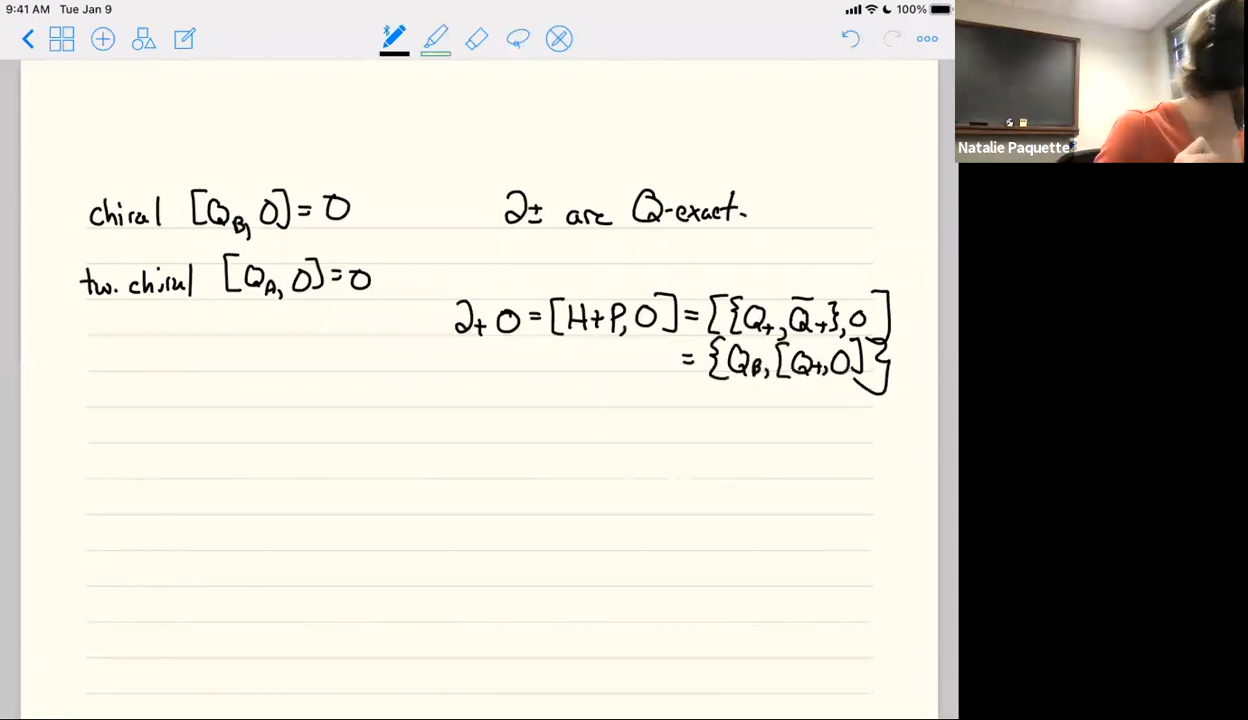 9:41 AM Tue Jan 9
100%
Natalie Paquette
chiral [Q_B, O] = 0
∂± are Q-exact.
tw. chiral [Q_A, O] = 0
∂₊ O = [H+P, O] = [{Q₊, Q̄₊}, O]
= {Q_B, [Q₊, O]}